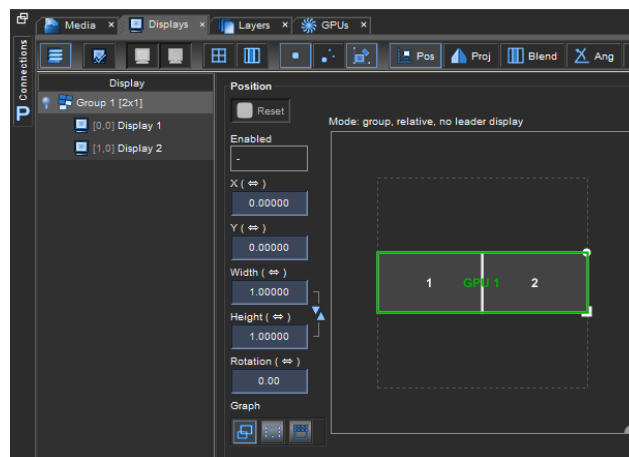 Media × Displays × Layers × GPUs ×
Connections
P
Pos Proj Blend Ang
Display
Group 1 [2x1]
[0,0] Display 1
[1,0] Display 2
Position
Reset
Mode: group, relative, no leader display
Enabled
-
X ( ⇔ )
0.00000
Y ( ⇔ )
0.00000
Width ( ⇔ )
1.00000
Height ( ⇔ )
1.00000
Rotation ( ⇔ )
0.00
Graph
1 GPU 1 2